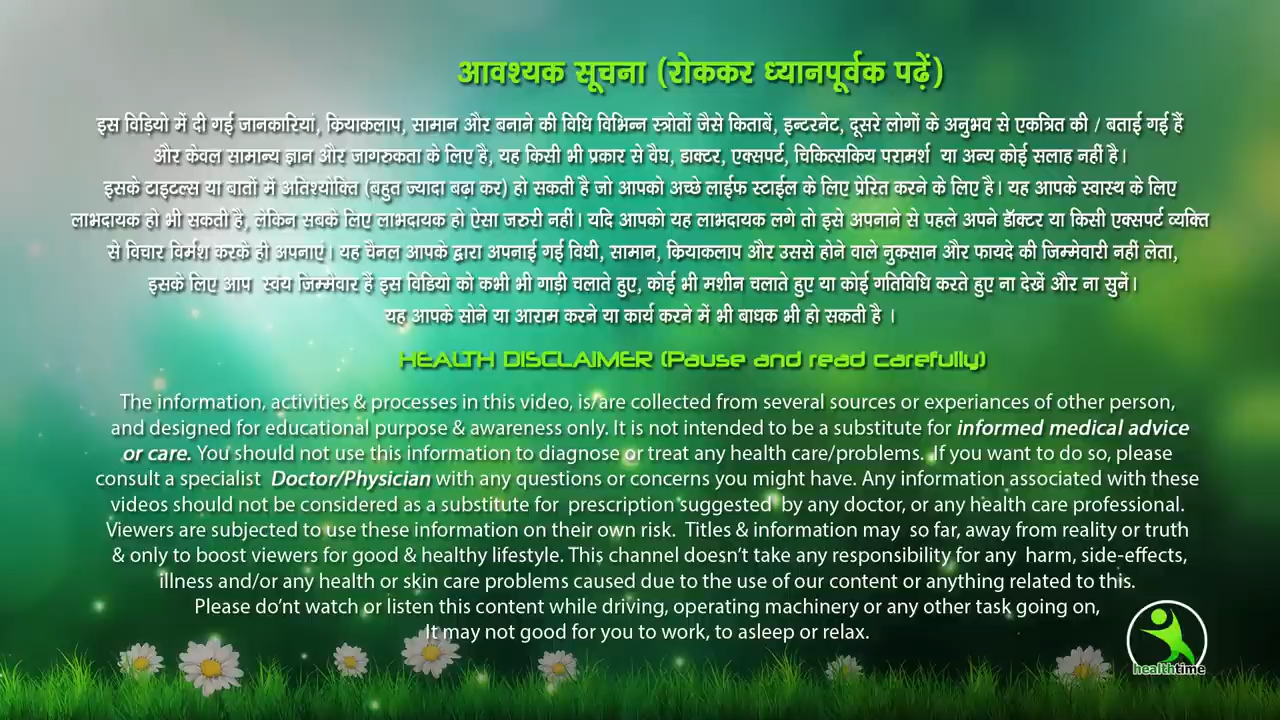 आवश्यक सूचना (रोककर ध्यानपूर्वक पढ़ें)
इस विडियो में दी गई जानकारियां, क्रियाकलाप, सामान और बनाने की विधि विभिन्न स्त्रोतों जैसे किताबें, इन्टरनेट, दूसरे लोगों के अनुभव से एकत्रित की / बताई गई हैं
और केवल सामान्य ज्ञान और जागरुकता के लिए है, यह किसी भी प्रकार से वैघ, डाक्टर, एक्सपर्ट, चिकित्सकिय परामर्श या अन्य कोई सलाह नहीं है।
इसके टाइटल्स या बातों में अतिश्योक्ति (बहुत ज्यादा बढ़ा कर) हो सकती है जो आपको अच्छे लाईफ स्टाईल के लिए प्रेरित करने के लिए है। यह आपके स्वास्थ के लिए
लाभदायक हो भी सकती है, लेकिन सबके लिए लाभदायक हो ऐसा जरुरी नहीं। यदि आपको यह लाभदायक लगे तो इसे अपनाने से पहले अपने डॅाक्टर या किसी एक्सपर्ट व्यक्ति
से विचार विर्मश करके ही अपनाएं। यह चैनल आपके द्वारा अपनाई गई विधी, सामान, क्रियाकलाप और उससे होने वाले नुकसान और फायदे की जिम्मेवारी नहीं लेता,
इसके लिए आप स्वंय जिम्मेवार हैं इस विडियो को कभी भी गाड़ी चलाते हुए, कोई भी मशीन चलाते हुए या कोई गतिविधि करते हुए ना देखें और ना सुनें।
यह आपके सोने या आराम करने या कार्य करने में भी बाधक भी हो सकती है ।
HEALTH DISCLAIMER (Pause and read carefully)
The information, activities & processes in this video, is/are collected from several sources or experiances of other person,
and designed for educational purpose & awareness only. It is not intended to be a substitute for informed medical advice
or care. You should not use this information to diagnose or treat any health care/problems. If you want to do so, please
consult a specialist Doctor/Physician with any questions or concerns you might have. Any information associated with these
videos should not be considered as a substitute for prescription suggested by any doctor, or any health care professional.
Viewers are subjected to use these information on their own risk. Titles & information may so far, away from reality or truth
& only to boost viewers for good & healthy lifestyle. This channel doesn't take any responsibility for any harm, side-effects,
illness and/or any health or skin care problems caused due to the use of our content or anything related to this.
Please do'nt watch or listen this content while driving, operating machinery or any other task going on,
It may not good for you to work, to asleep or relax.
healthtime